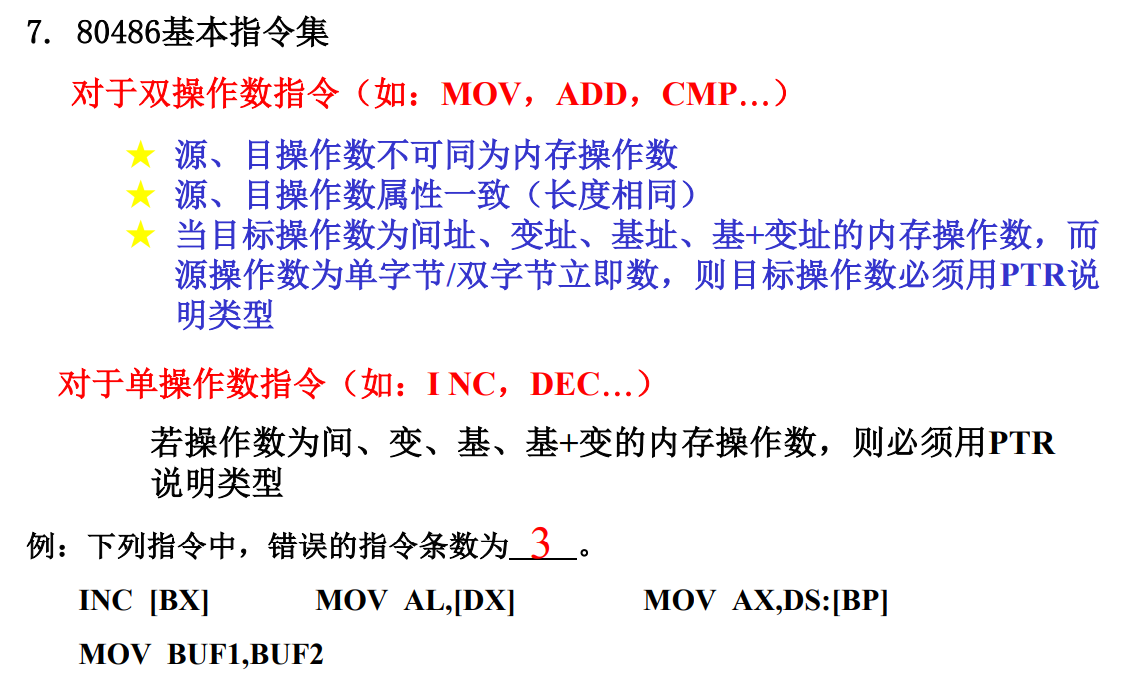 7. 80486基本指令集
对于双操作数指令（如：MOV，ADD，CMP…）
★ 源、目操作数不可同为内存操作数
★ 源、目操作数属性一致（长度相同）
★ 当目标操作数为间址、变址、基址、基+变址的内存操作数，而
源操作数为单字节/双字节立即数，则目标操作数必须用PTR说
明类型
对于单操作数指令（如：I NC，DEC…）
若操作数为间、变、基、基+变的内存操作数，则必须用PTR
说明类型
例：下列指令中，错误的指令条数为 3 。
INC [BX] MOV AL,[DX] MOV AX,DS:[BP]
MOV BUF1,BUF2